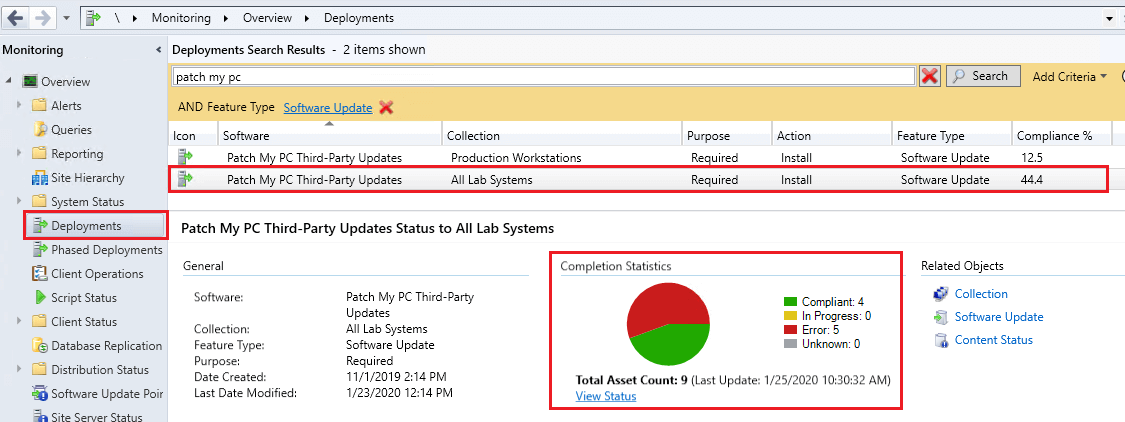 \ Monitoring Overview Deployments
Monitoring
Overview
Alerts
Queries
Reporting
Site Hierarchy
System Status
Deployments
Phased Deployments
Client Operations
Script Status
Client Status
Database Replication
Distribution Status
Software Update Poin
Site Server Status
Deployments Search Results - 2 items shown
patch my pc Search Add Criteria
AND Feature Type Software Update
Icon Software Collection Purpose Action Feature Type Compliance %
Patch My PC Third-Party Updates Production Workstations Required Install Software Update 12.5
Patch My PC Third-Party Updates All Lab Systems Required Install Software Update 44.4
Patch My PC Third-Party Updates Status to All Lab Systems
General
Software: Patch My PC Third-Party
Updates
Collection: All Lab Systems
Feature Type: Software Update
Purpose: Required
Date Created: 11/1/2019 2:14 PM
Last Date Modified: 1/23/2020 12:14 PM
Completion Statistics
Compliant: 4
In Progress: 0
Error: 5
Unknown: 0
Total Asset Count: 9 (Last Update: 1/25/2020 10:30:32 AM)
View Status
Related Objects
Collection
Software Update
Content Status